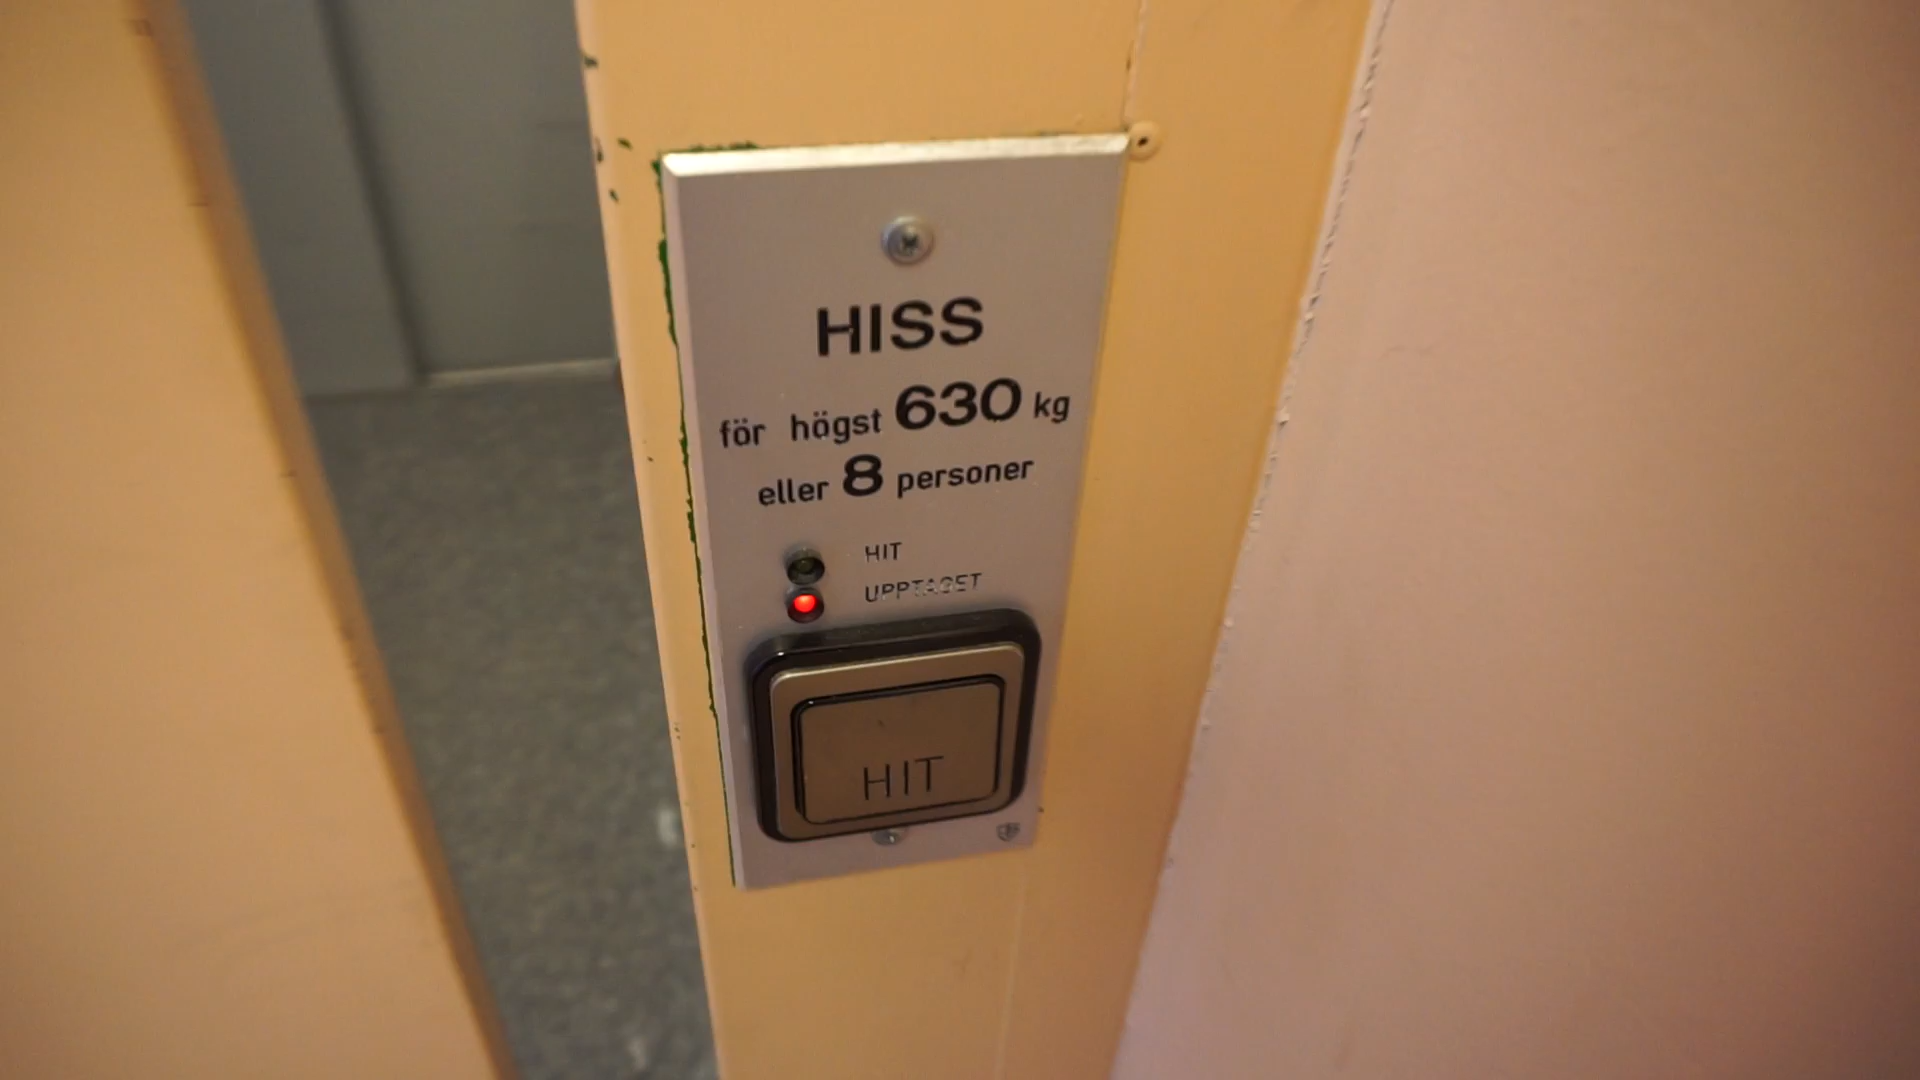 HISS
för högst 630 kg
eller 8 personer
HIT
UPPTAGET
HIT